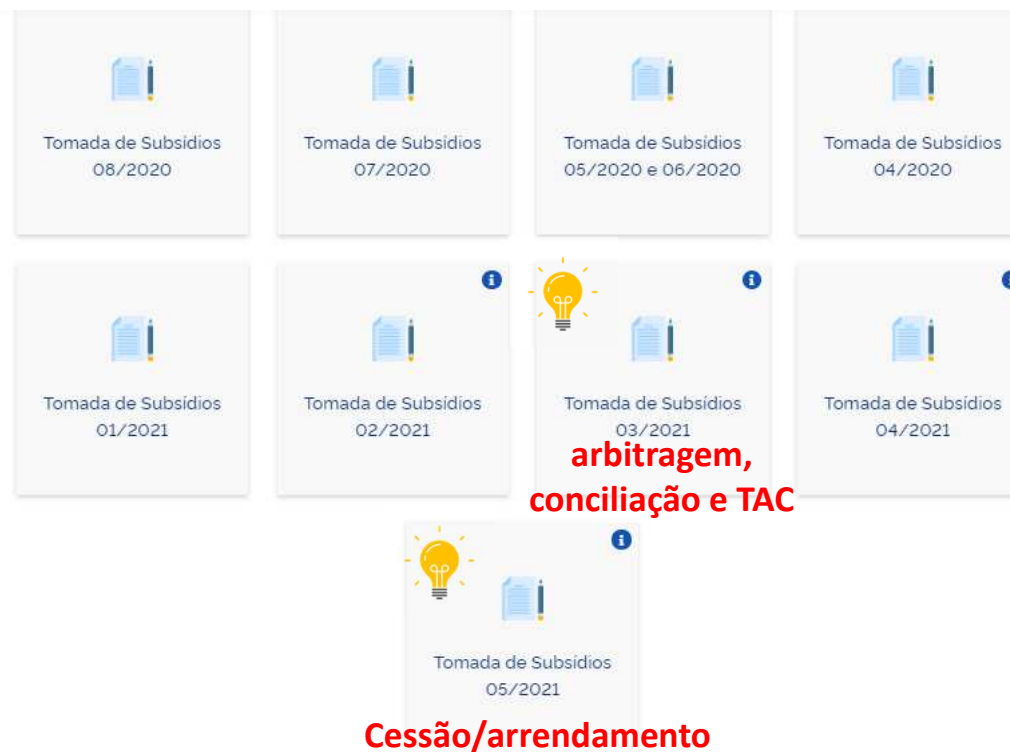 Tomada de Subsídios
08/2020
Tomada de Subsídios
07/2020
Tomada de Subsídios
05/2020 e 06/2020
Tomada de Subsídios
04/2020
Tomada de Subsídios
01/2021
Tomada de Subsídios
02/2021
Tomada de Subsídios
03/2021
arbitragem,
conciliação e TAC
Tomada de Subsídios
04/2021
Tomada de Subsídios
05/2021
Cessão/arrendamento